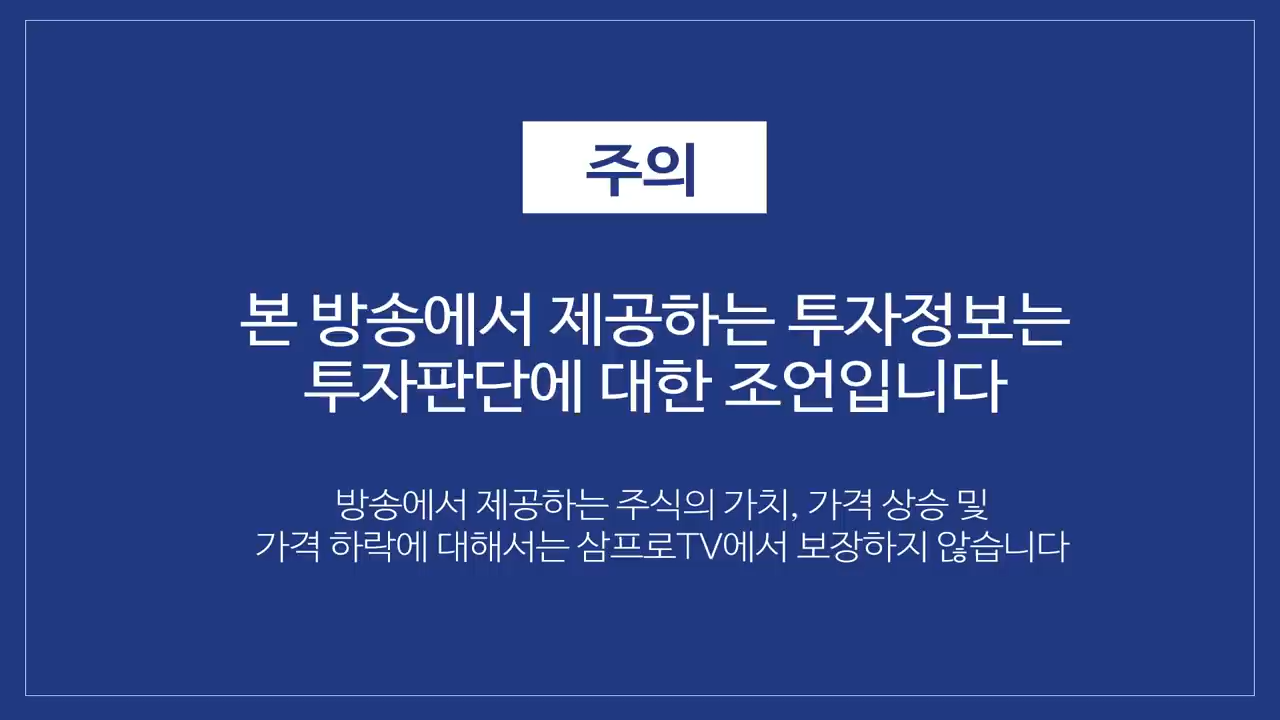 주의
본 방송에서 제공하는 투자정보는
투자판단에 대한 조언입니다
방송에서 제공하는 주식의 가치, 가격 상승 및
가격 하락에 대해서는 삼프로TV에서 보장하지 않습니다